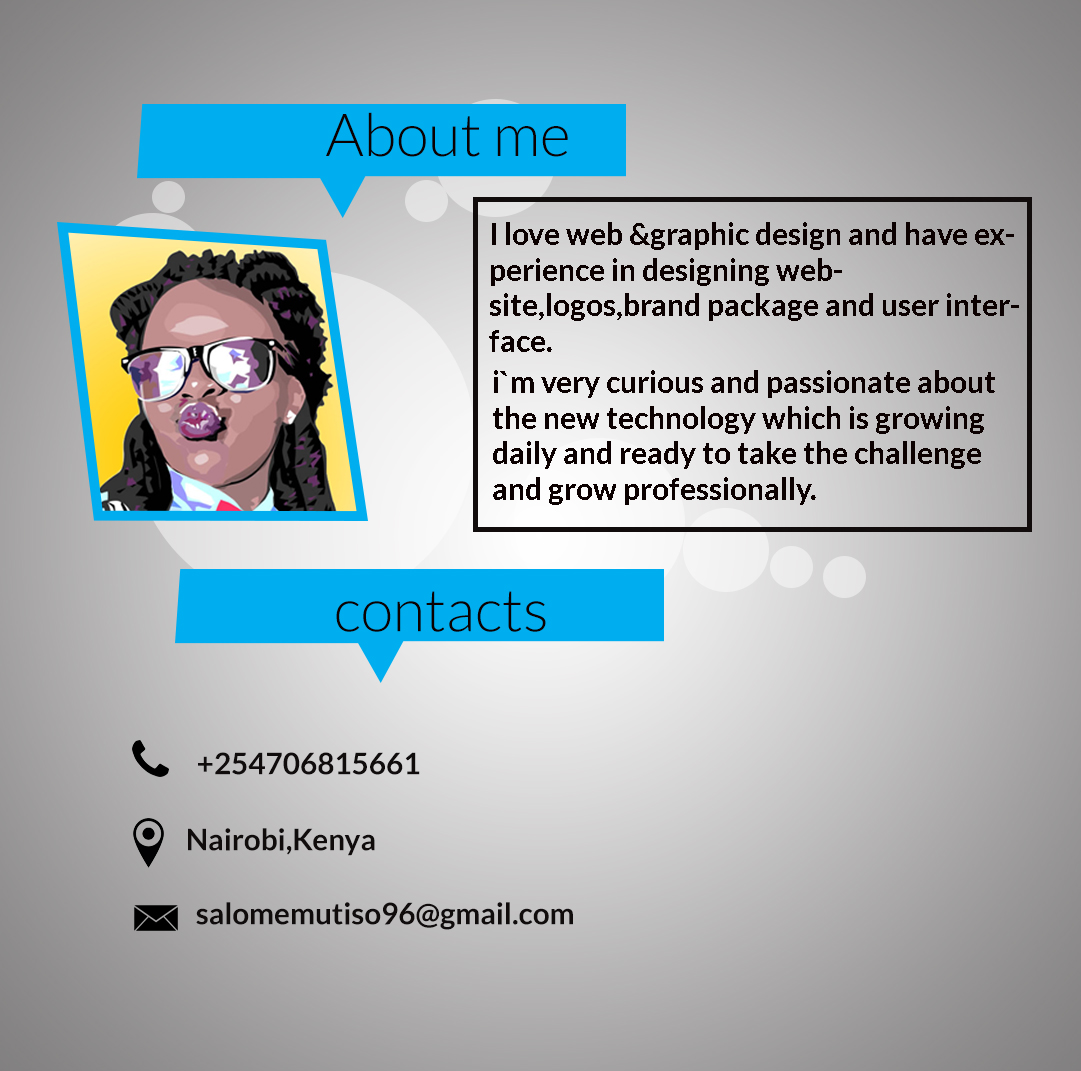 About me
I love web &graphic design and have ex-
perience in designing web-
site,logos,brand package and user inter-
face.
i`m very curious and passionate about
the new technology which is growing
daily and ready to take the challenge
and grow professionally.
contacts
+254706815661
Nairobi,Kenya
salomemutiso96@gmail.com